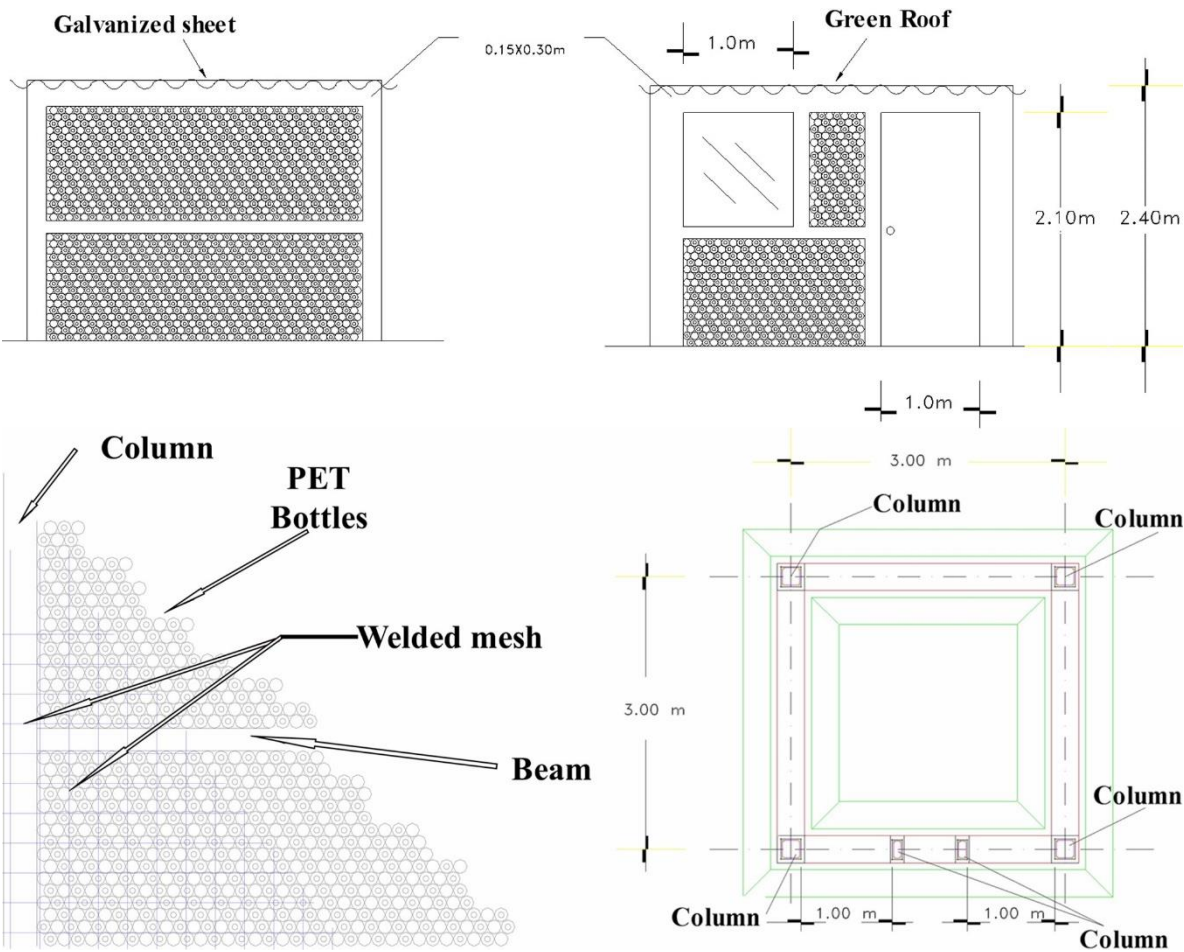 Galvanized sheet
0.15X0.30m
1.0m
Green Roof
2.10m
2.40m
1.0m
Column
PET
Bottles
Welded mesh
Beam
3.00 m
Column
Column
3.00 m
Column
Column
1.00 m
1.00 m
Column